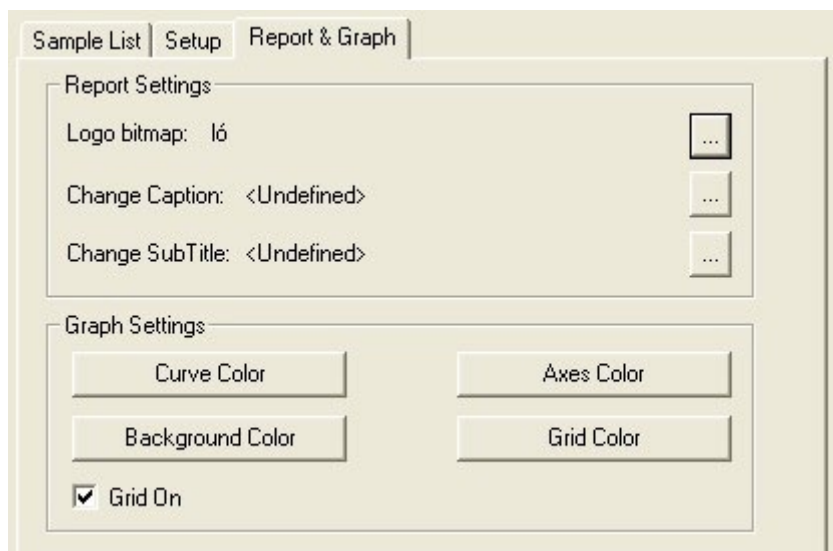 Sample List Setup Report & Graph
Report Settings
Logo bitmap: ló ...
Change Caption: <Undefined> ...
Change SubTitle: <Undefined> ...
Graph Settings
Curve Color Axes Color
Background Color Grid Color
Grid On